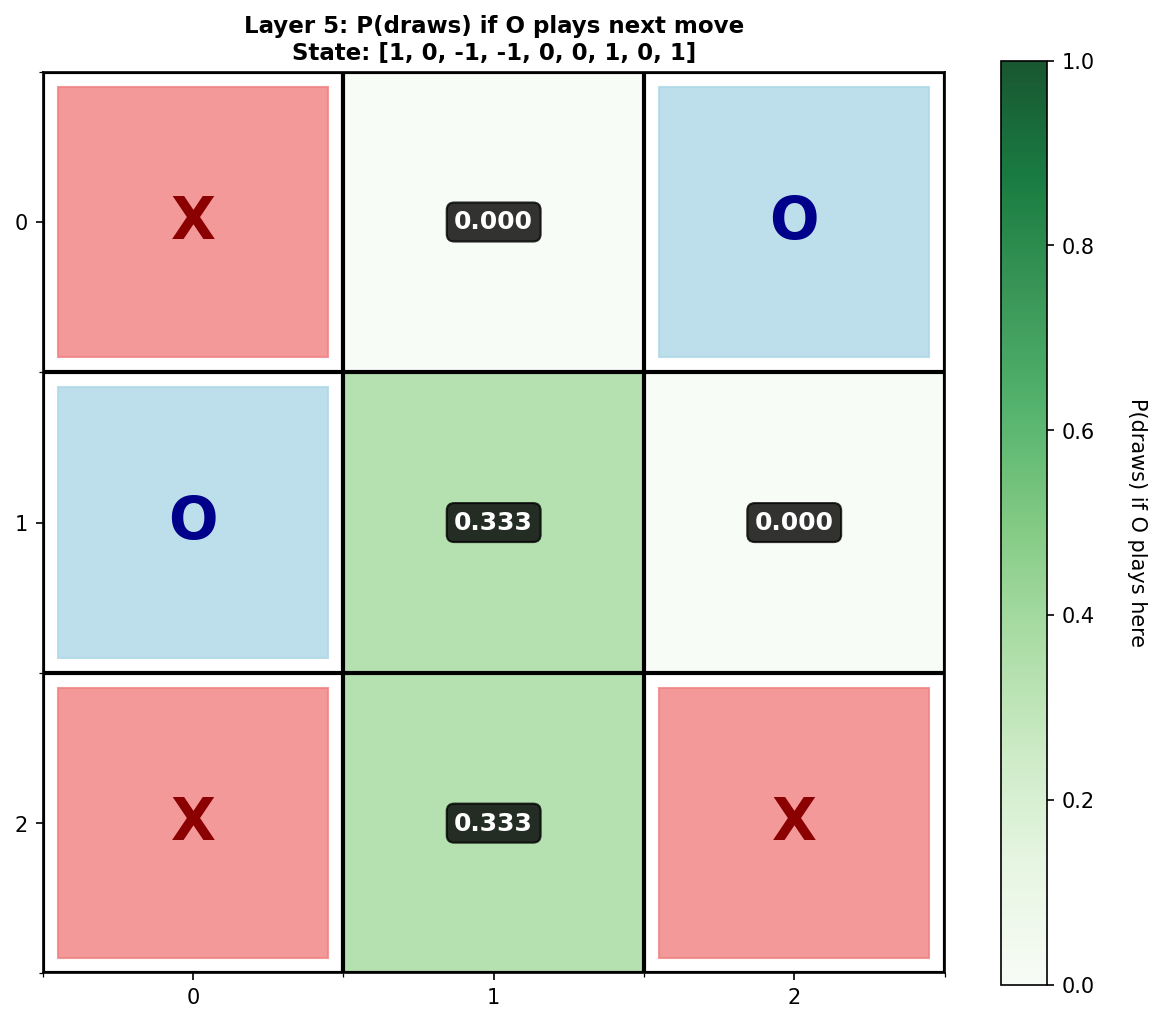 Layer 5: P(draws) if O plays next move
State: [1, 0, -1, -1, 0, 0, 1, 0, 1]
0
X
0.000
O
1
O
0.333
0.000
2
X
0.333
X
0
1
2
1.0
0.8
0.6
0.4
0.2
0.0
P(draws) if O plays here